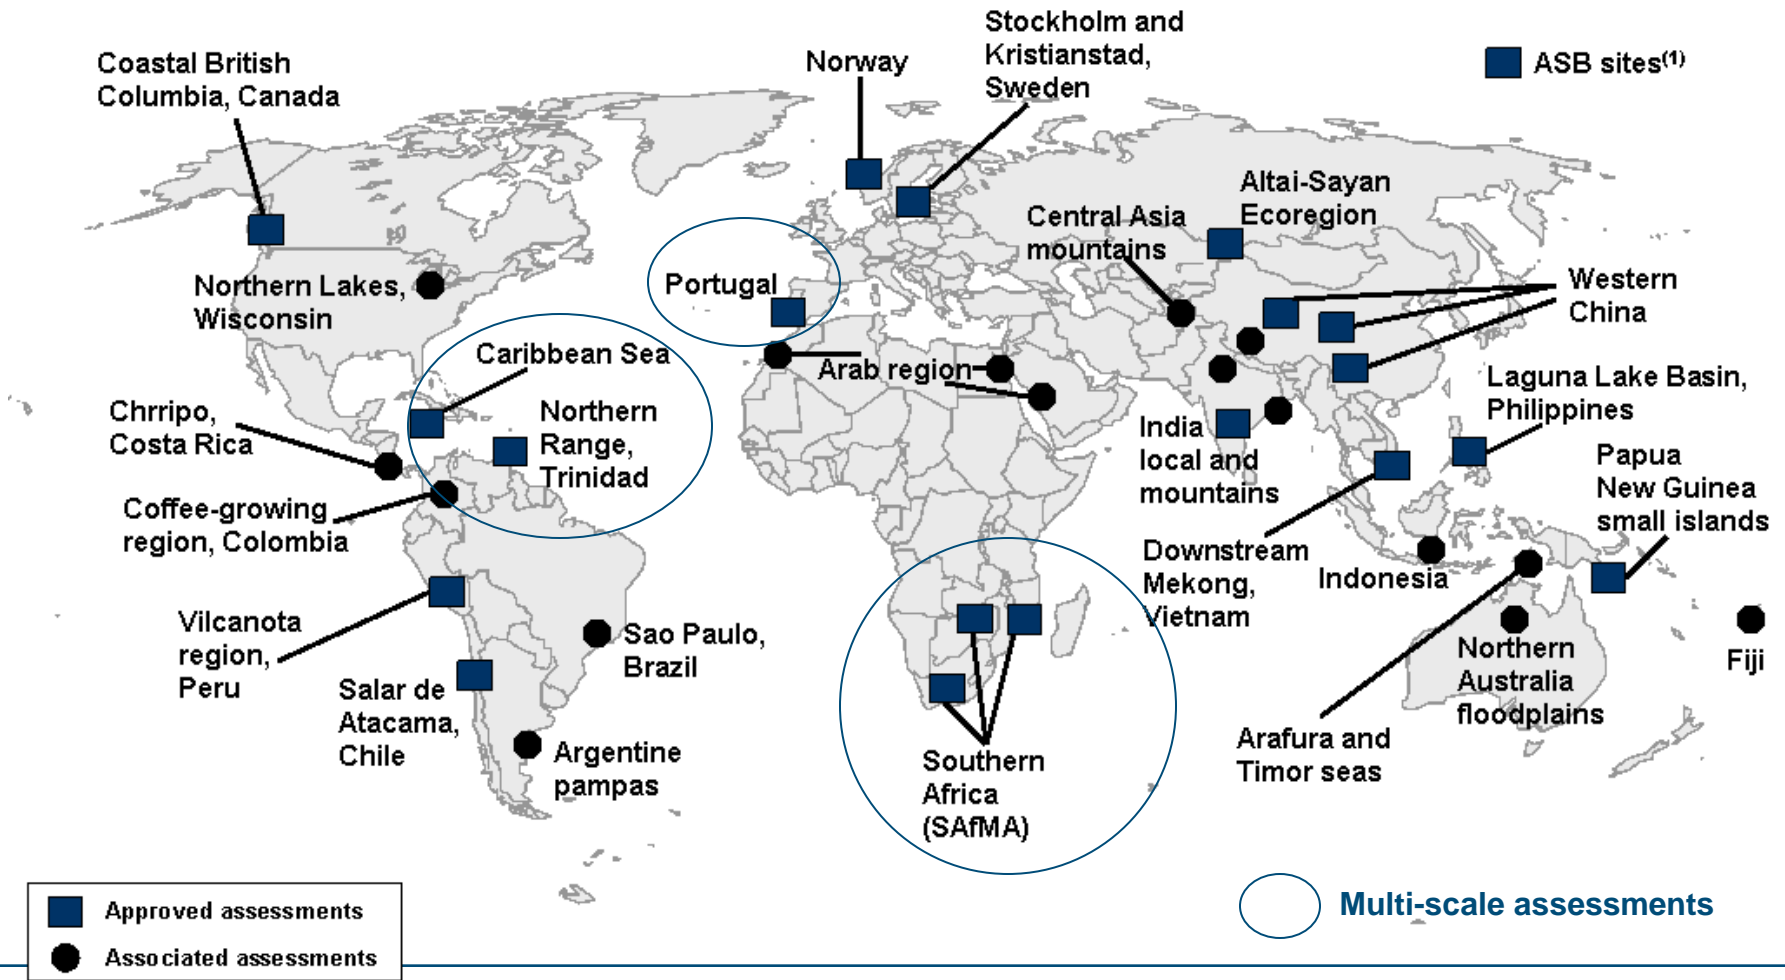 Stockholm and
Kristianstad,
Sweden
Norway
ASB sites(1)
Coastal British
Columbia, Canada
Altai-Sayan
Ecoregion
Central Asia
mountains
Northern Lakes,
Wisconsin
Portugal
Western
China
Caribbean Sea
Arab region
Laguna Lake Basin,
Philippines
Chrripo,
Costa Rica
Northern
Range,
Trinidad
India
local and
mountains
Papua
New Guinea
small islands
Coffee-growing
region, Colombia
Downstream
Mekong,
Vietnam
Indonesia
Vilcanota
region,
Peru
Sao Paulo,
Brazil
Northern
Australia
floodplains
Fiji
Salar de
Atacama,
Chile
Argentine
pampas
Southern
Africa
(SAfMA)
Arafura and
Timor seas
Approved assessments
Associated assessments
Multi-scale assessments